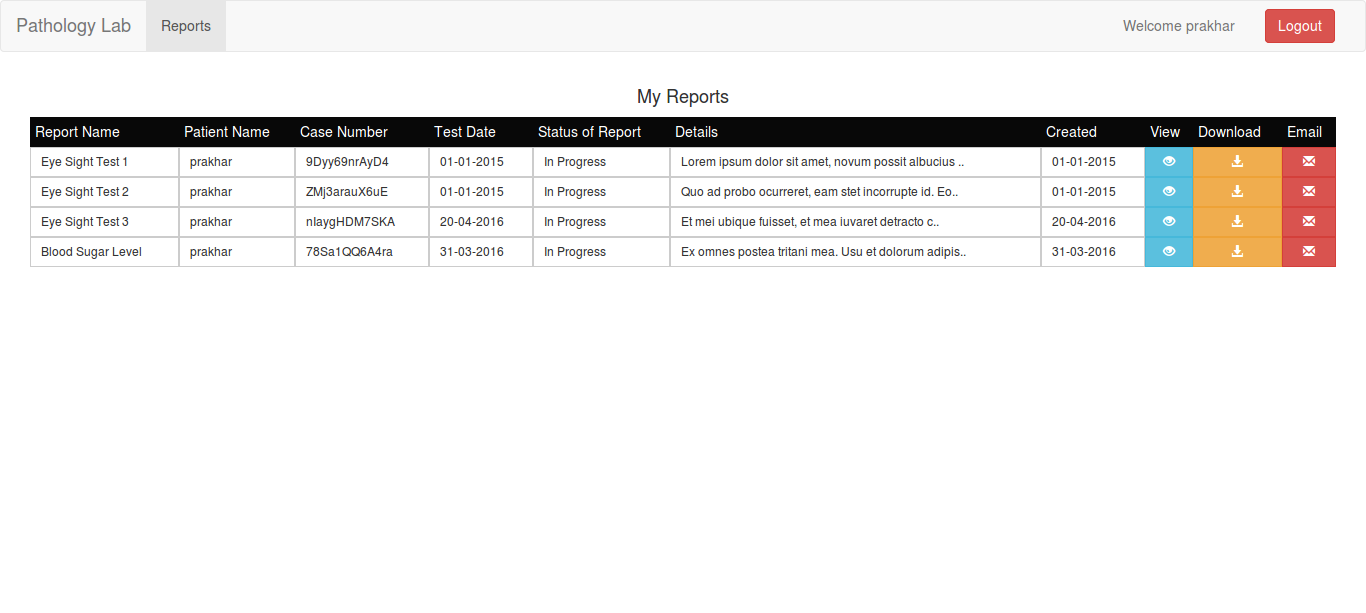 Pathology Lab Reports Welcome prakhar Logout
My Reports
Report Name Patient Name Case Number Test Date Status of Report Details Created View Download Email
Eye Sight Test 1 prakhar 9Dyy69nrAyD4 01-01-2015 In Progress Lorem ipsum dolor sit amet, novum possit albucius .. 01-01-2015
Eye Sight Test 2 prakhar ZMj3arauX6uE 01-01-2015 In Progress Quo ad probo ocurreret, eam stet incorrupte id. Eo.. 01-01-2015
Eye Sight Test 3 prakhar nlaygHDM7SKA 20-04-2016 In Progress Et mei ubique fuisset, et mea iuvaret detracto c.. 20-04-2016
Blood Sugar Level prakhar 78Sa1QQ6A4ra 31-03-2016 In Progress Ex omnes postea tritani mea. Usu et dolorum adipis.. 31-03-2016